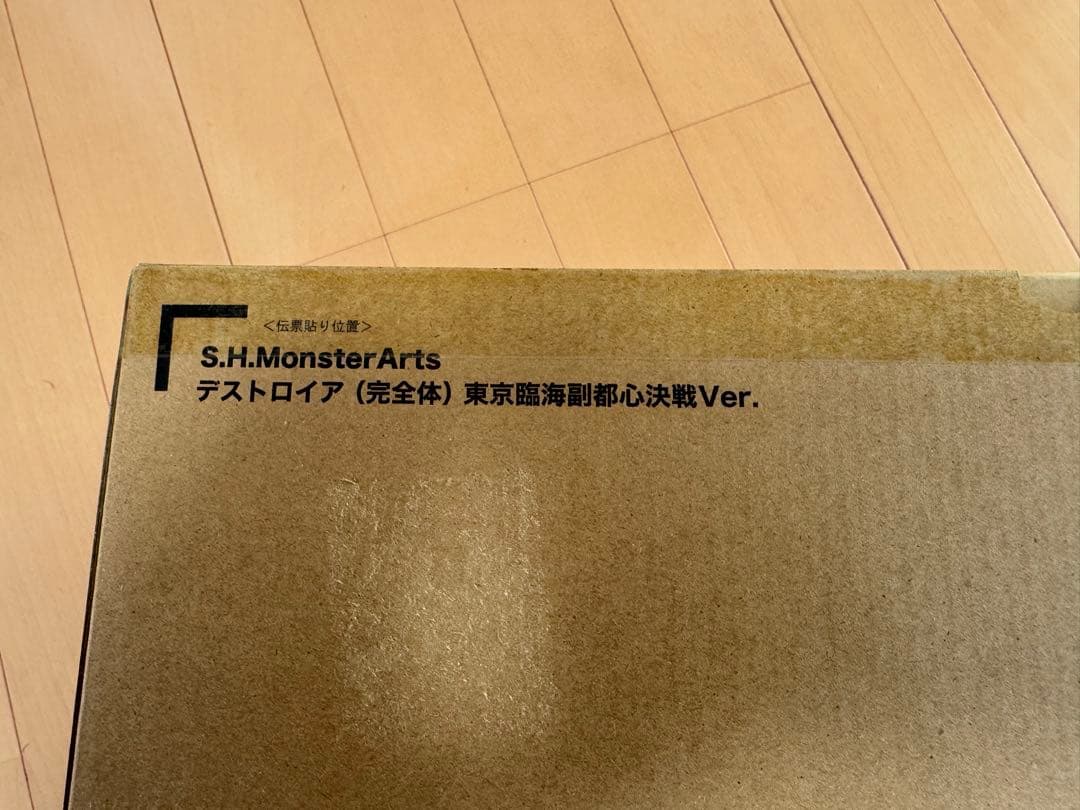 ＜伝票貼り位置＞
S.H.MonsterArts
デストロイア（完全体）東京臨海副都心決戦Ver.